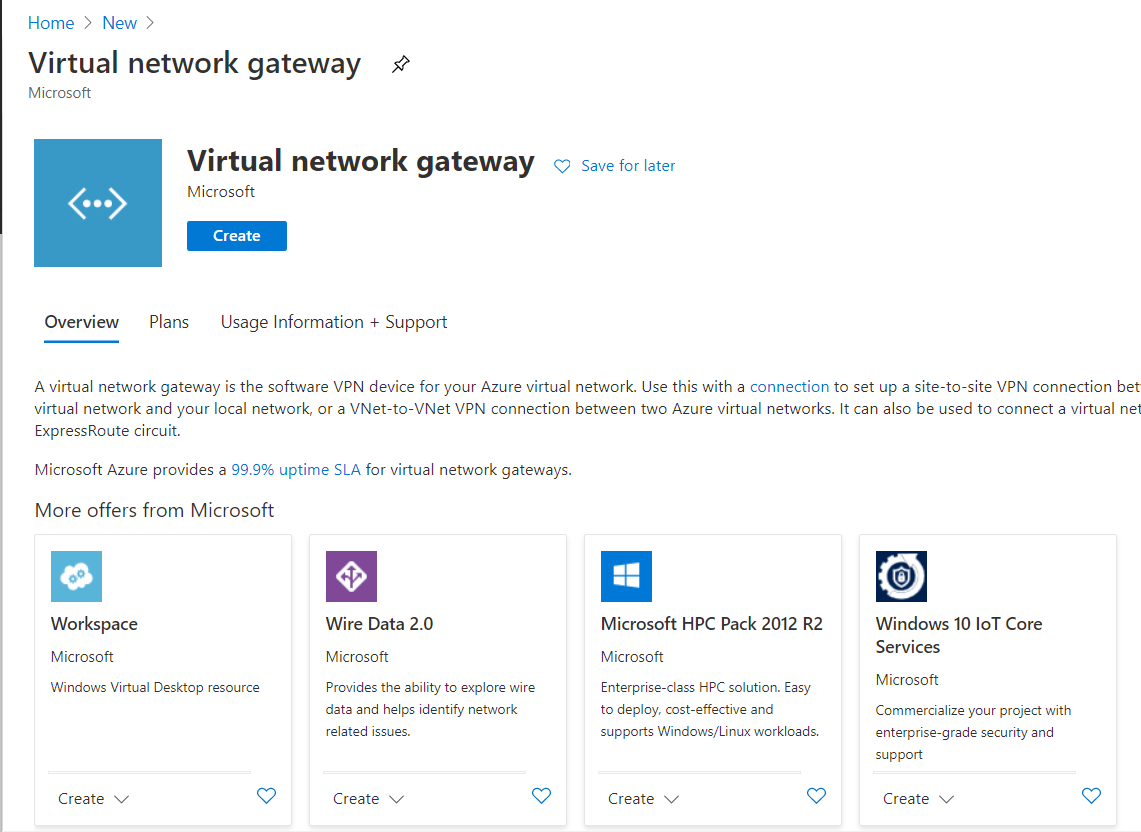 Home > New >
Virtual network gateway
Microsoft
Virtual network gateway
Save for later
Microsoft
Create
Overview
Plans
Usage Information + Support
A virtual network gateway is the software VPN device for your Azure virtual network. Use this with a connection to set up a site-to-site VPN connection
virtual network and your local network, or a VNet-to-VNet VPN connection between two Azure virtual networks. It can also be used to connect a virtual
ExpressRoute circuit.
Microsoft Azure provides a 99.9% uptime SLA for virtual network gateways.
More offers from Microsoft
Workspace
Microsoft
Windows Virtual Desktop resource
Create
Wire Data 2.0
Microsoft
Provides the ability to explore wire
data and helps identify network
related issues.
Create
Microsoft HPC Pack 2012 R2
Microsoft
Enterprise-class HPC solution. Easy
to deploy, cost-effective and
supports Windows/Linux workloads.
Create
Windows 10 IoT Core
Services
Microsoft
Commercialize your project with
enterprise-grade security and
support
Create